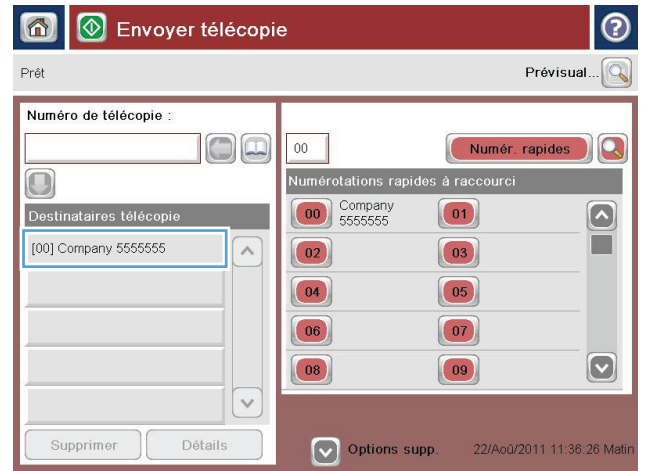 Envoyer télécopie
?
Prêt
Prévisual...
Numéro de télécopie :
00
Numér. rapides
Numérotations rapides à raccourci
Destinataires télécopie
[00] Company 5555555
00 Company 5555555 01
02 03
04 05
06 07
08 09
Supprimer Détails
Options supp.
22/Aoû/2011 11:36:26 Matin